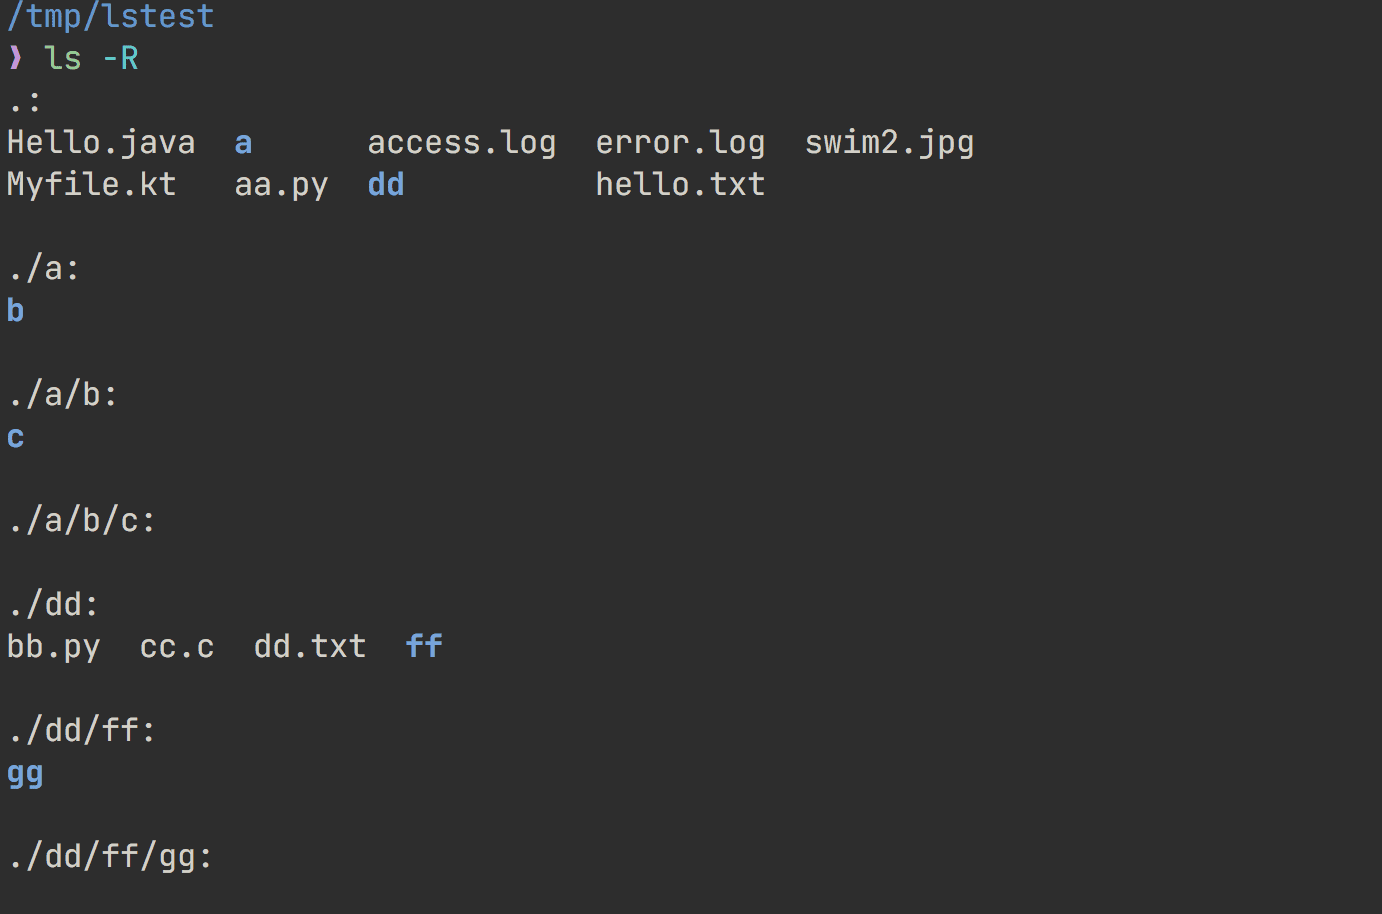 /tmp/lstest
❯ ls -R
.:
Hello.java  a      access.log  error.log  swim2.jpg
Myfile.kt   aa.py  dd          hello.txt

./a:
b

./a/b:
c

./a/b/c:

./dd:
bb.py  cc.c  dd.txt  ff

./dd/ff:
gg

./dd/ff/gg: